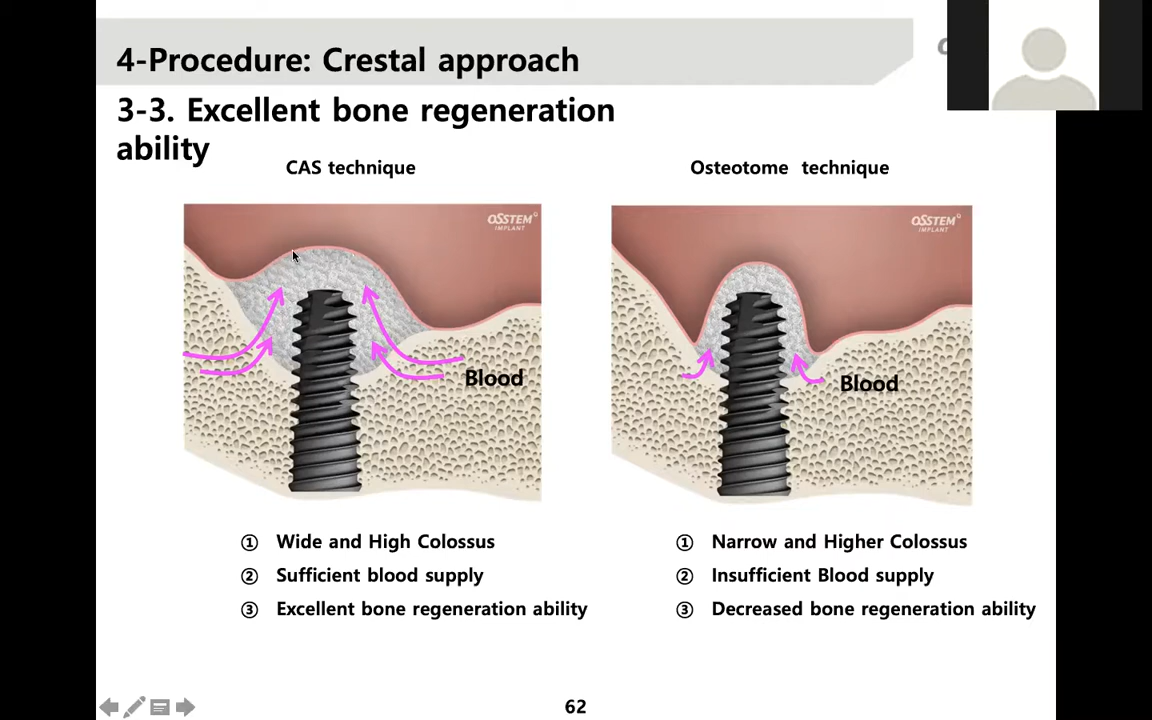 4-Procedure: Crestal approach
3-3. Excellent bone regeneration
ability
CAS technique
Osteotome technique
OSSTEM
IMPLANT
OSSTEM
IMPLANT
Blood
Blood
① Wide and High Colossus
② Sufficient blood supply
③ Excellent bone regeneration ability
① Narrow and Higher Colossus
② Insufficient Blood supply
③ Decreased bone regeneration ability
62